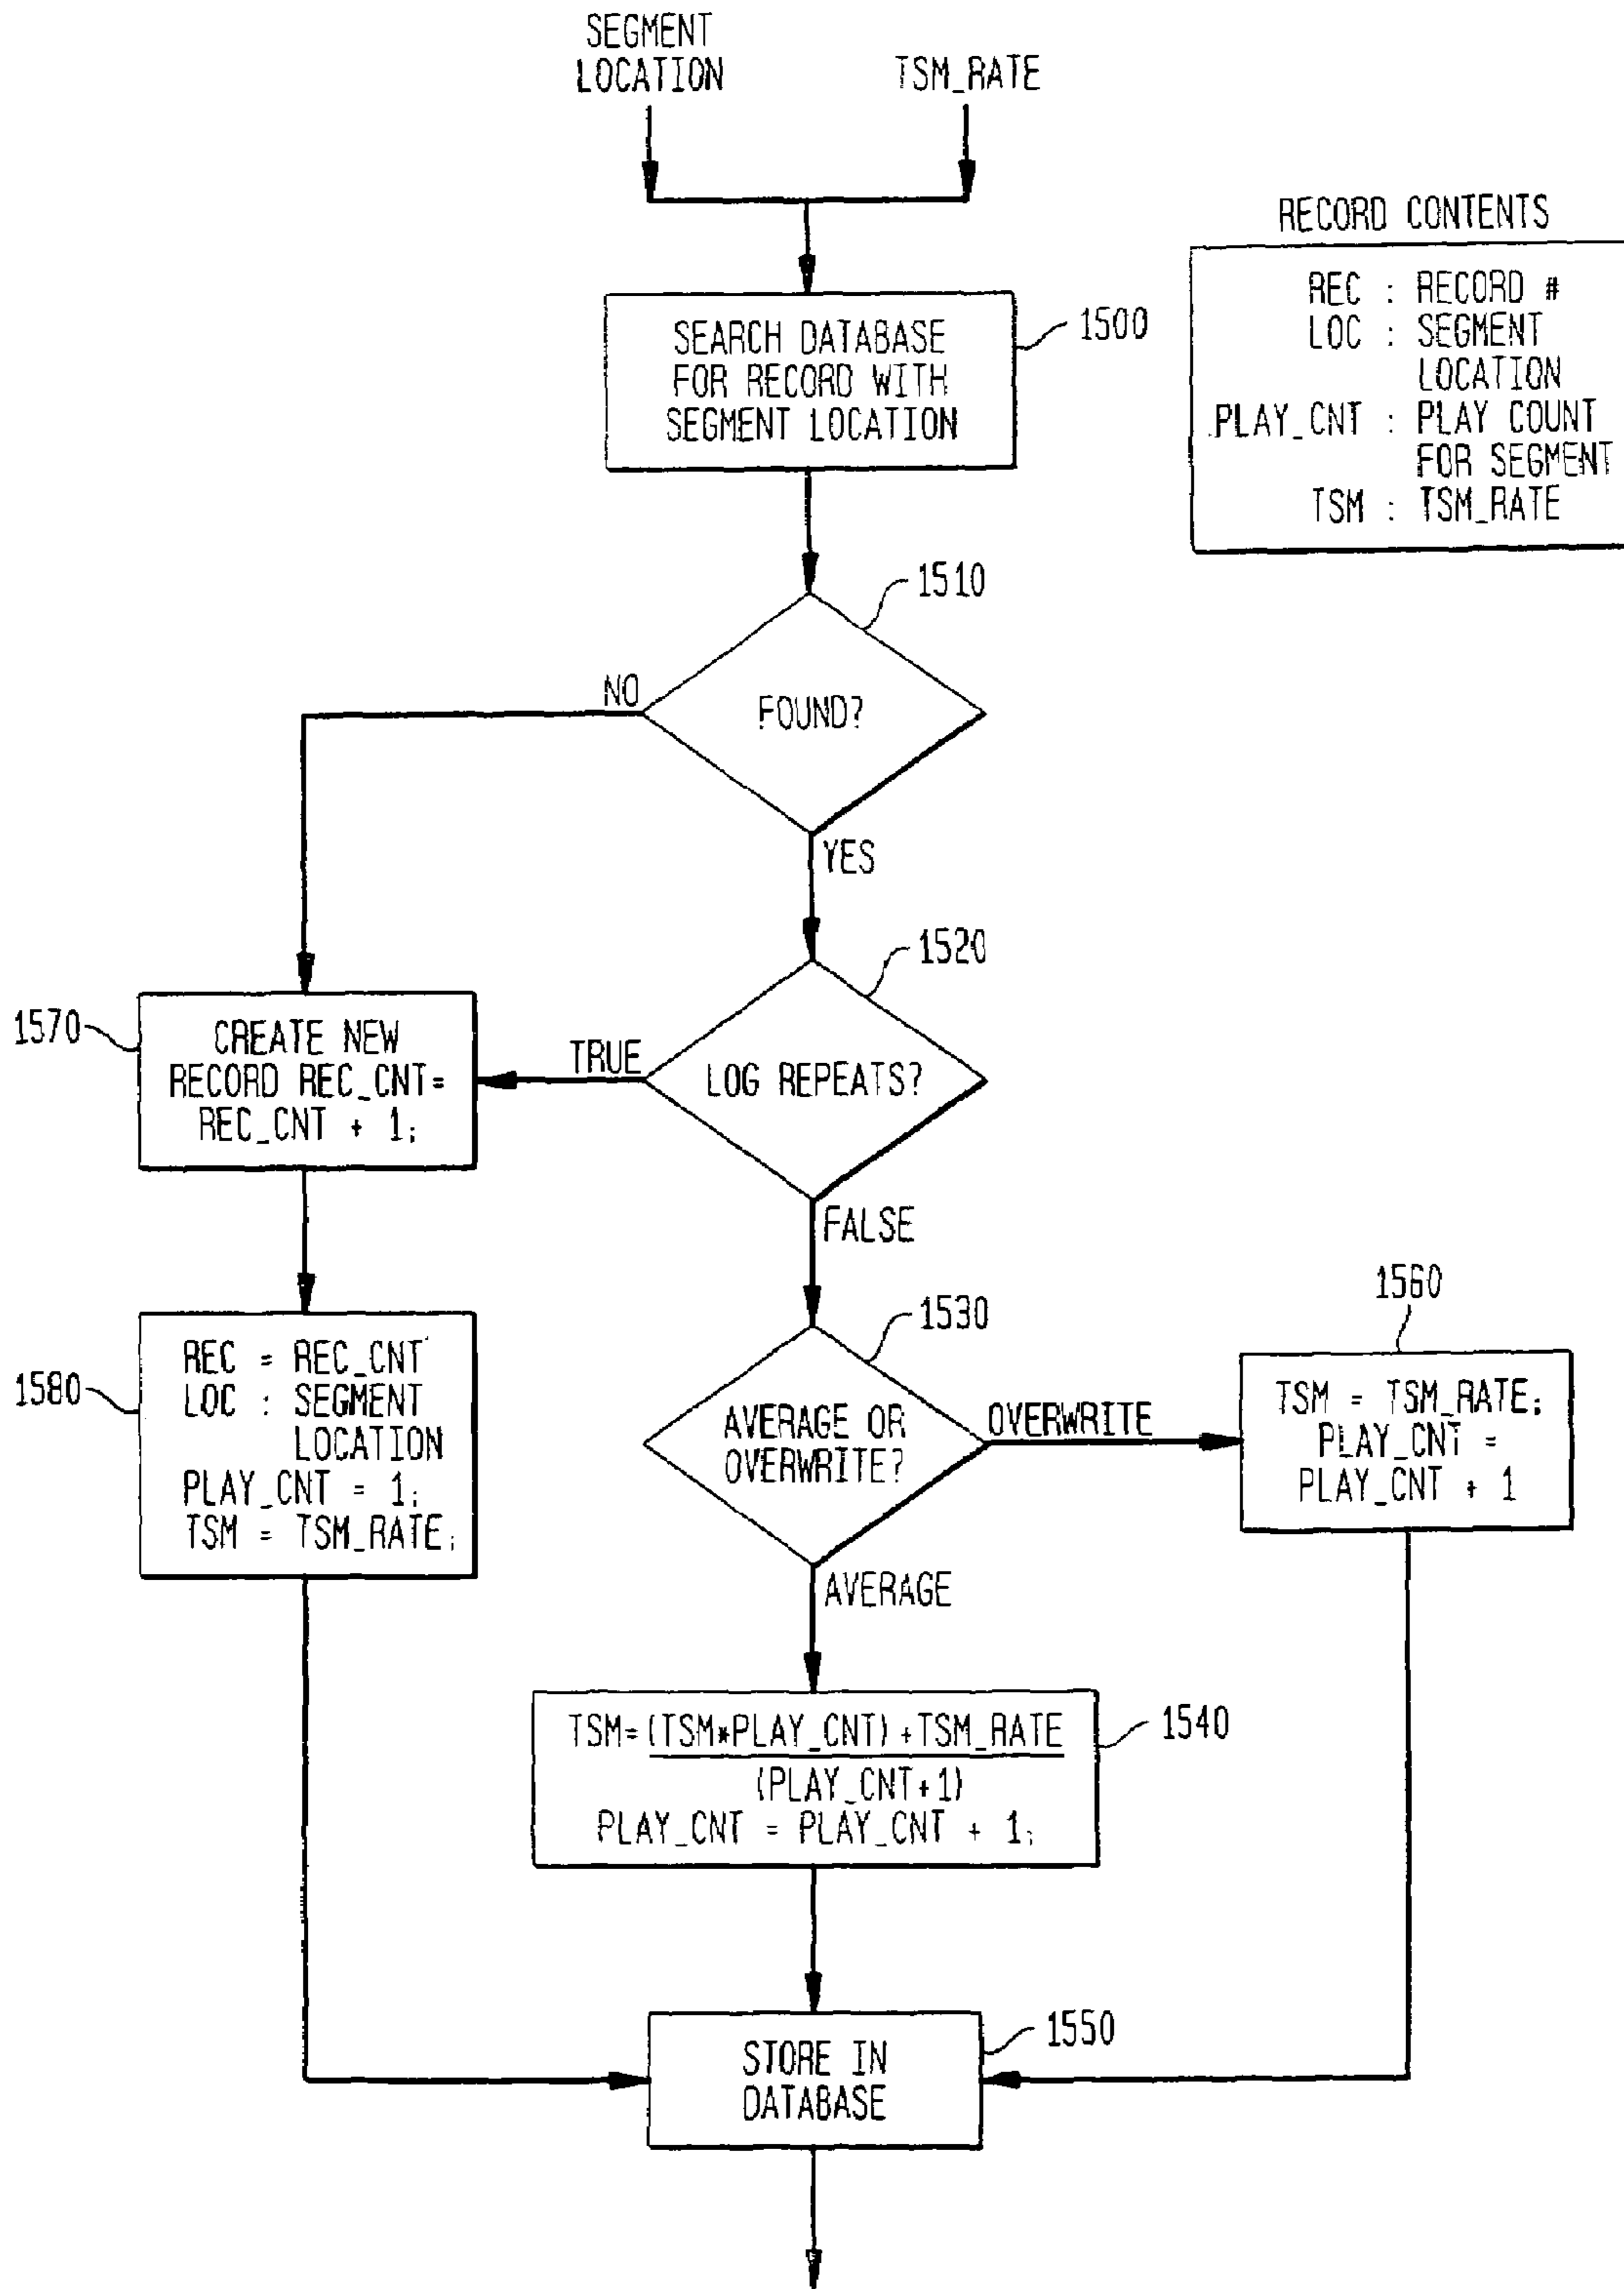 SEGMENT
LOCATION
TSM_RATE
RECORD CONTENTS
REC : RECORD #
LOC : SEGMENT
LOCATION
PLAY_CNT : PLAY COUNT
FOR SEGMENT
TSM : TSM_RATE
SEARCH DATABASE
FOR RECORD WITH
SEGMENT LOCATION
1500
1510
FOUND?
NO
YES
1520
LOG REPEATS?
TRUE
FALSE
1570
CREATE NEW
RECORD REC_CNT=
REC_CNT + 1;
1580
REC = REC_CNT
LOC : SEGMENT
LOCATION
PLAY_CNT = 1;
TSM = TSM_RATE;
1530
AVERAGE OR
OVERWRITE?
OVERWRITE
AVERAGE
1560
TSM = TSM_RATE;
PLAY_CNT =
PLAY_CNT + 1
1540
TSM=(TSM*PLAY_CNT)+TSM_RATE
(PLAY_CNT+1)
PLAY_CNT = PLAY_CNT + 1;
1550
STORE IN
DATABASE